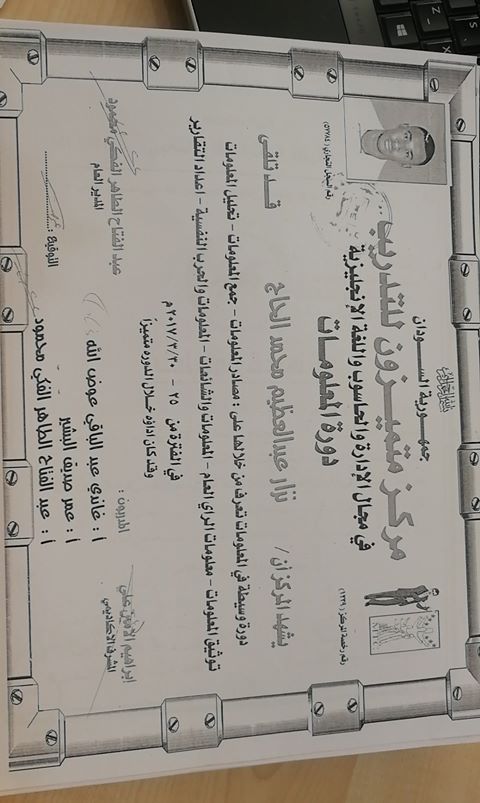 بسم الله الرحمن الرحيم
جمهورية السودان
مركز متميزون للتدريب
في مجال الإدارة والحاسوب واللغة الإنجليزية
MTC
رقم رخصة المركز ( ١٢٣٩ )
رقم السجل التجاري ( ٥٧٧٨٤ )
دورة المعلومات
يشهد المركز أن / نزار عبدالعظيم محمد الحاج قد تلقى
دورة وسيطة في المعلومات تعرف من خلالها على : مصادر المعلومات - جمع المعلومات - تحليل المعلومات
توثيق المعلومات - معلومات الراي العام - المعلومات والشائعات - المعلومات والحرب النفسية - اعداد التقارير
في الفترة من ٢٥ - ٢٠١٧/٣/٣٠ م
وقد كان اداؤه خلال الدوره متميزاً
إبراهيم الامين علي
المشرف الاكاديمي
المدربون :
أ : غاندي عبد الباقي عوض الله
أ : عمر صديق البشير
أ : عبد الفتاح الطاهر الفكي محمود
عبد الفتاح الطاهر الفكي محمود
المدير العام
التوقيع :